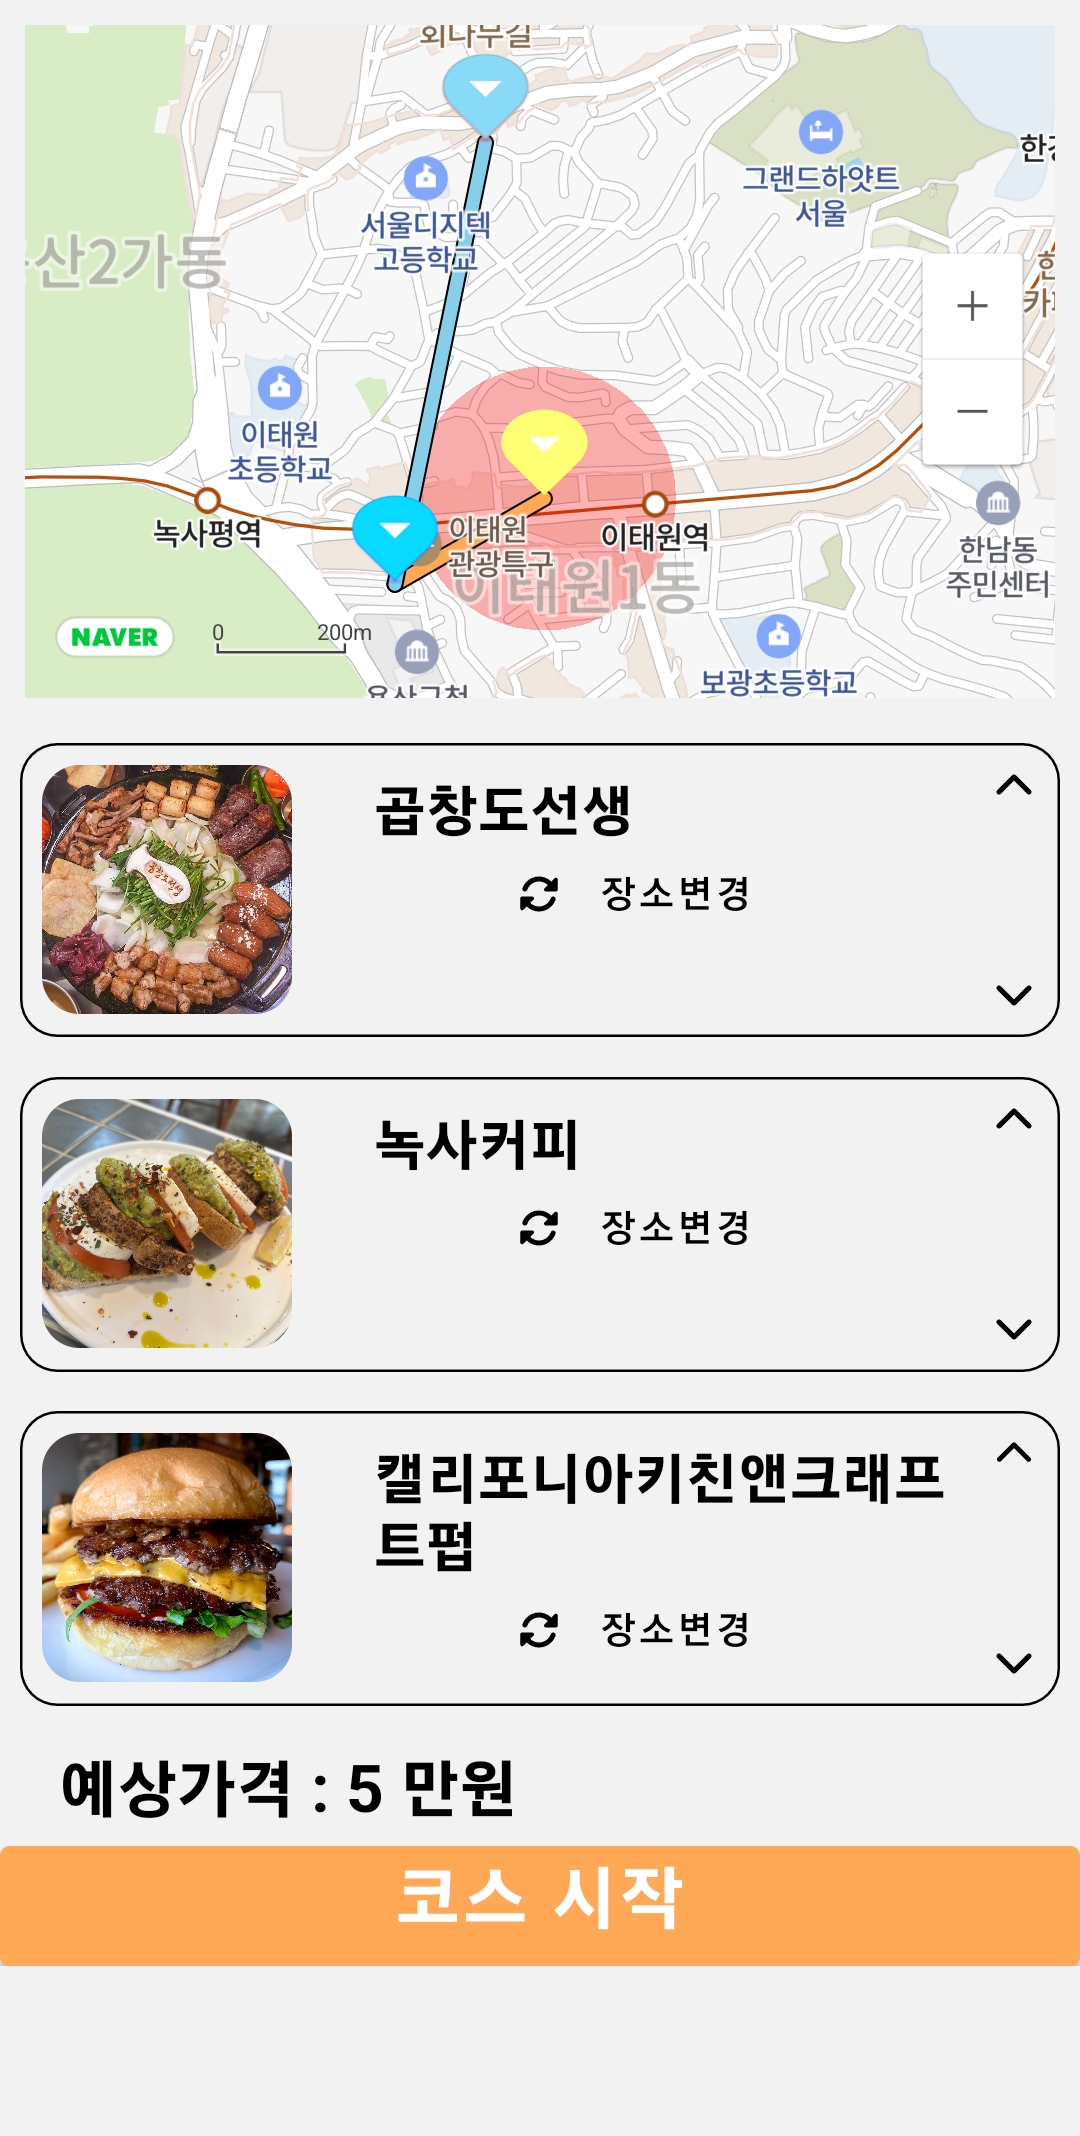 회나무길
서울디지텍
고등학교
그랜드하얏트
서울
산2가동
이태원
초등학교
녹사평역
이태원
관광특구
이태원역
이태원1동
한남동
주민센터
NAVER
0
200m
보광초등학교
용산구청
곱창도선생
장소변경
녹사커피
장소변경
캘리포니아키친앤크래프
트펍
장소변경
예상가격 : 5 만원
코스 시작